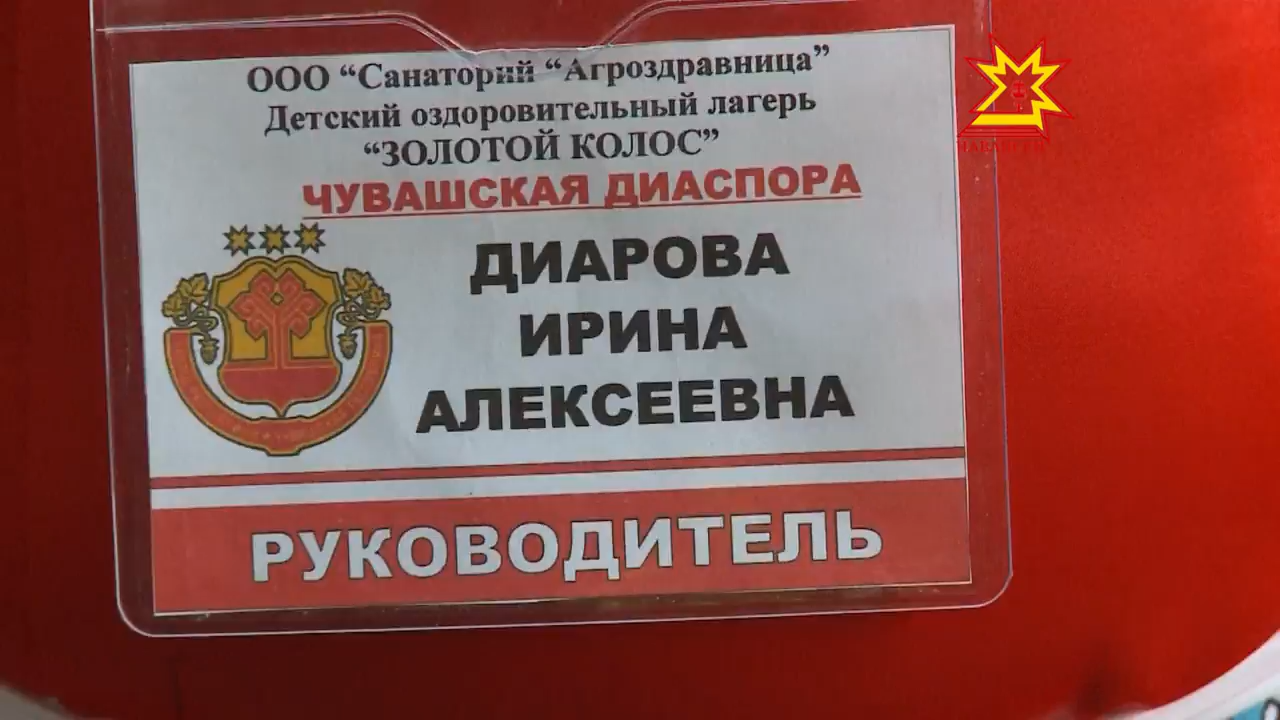 ООО “Санаторий “Агроздравница”
Детский оздоровительный лагерь
“ЗОЛОТОЙ КОЛОС”
ЧУВАШСКАЯ ДИАСПОРА
ДИАРОВА
ИРИНА
АЛЕКСЕЕВНА
РУКОВОДИТЕЛЬ